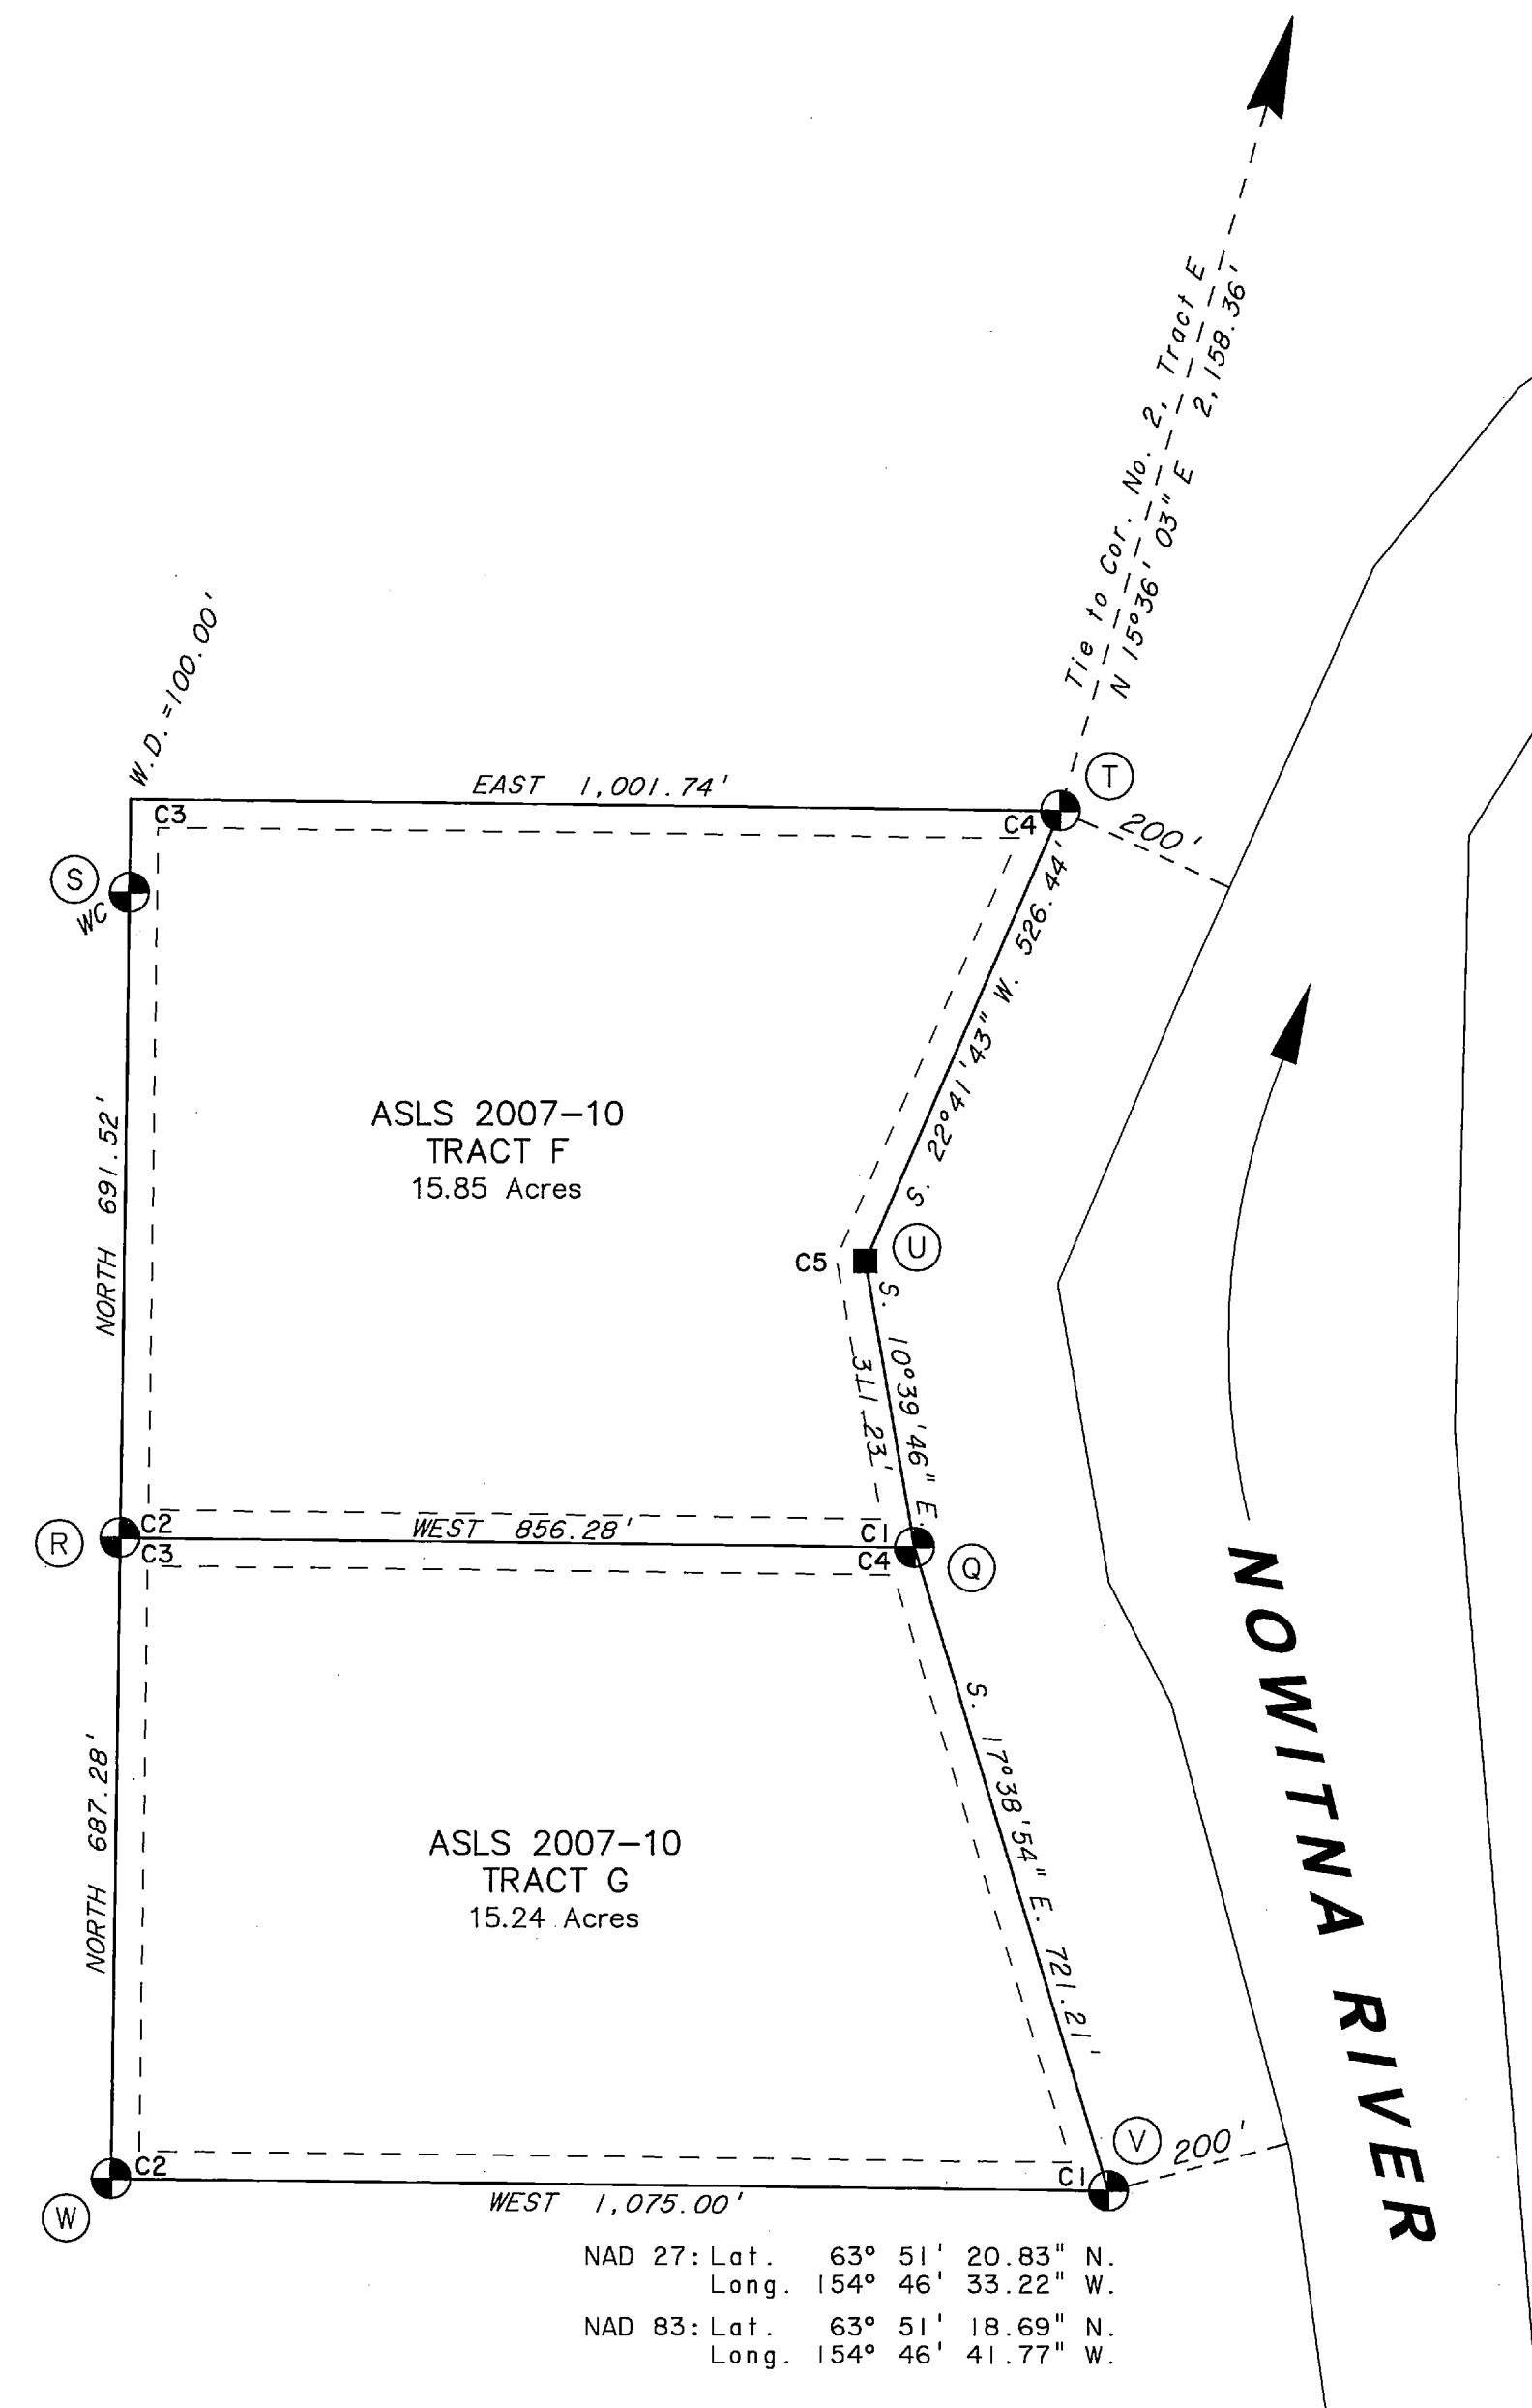 Tie to Cor. No. 2, Tract E
N 15°36' 03" E 2,158.36'
W.D. =100.00'
T
EAST 1,001.74'
C3
C4
200'
S
WC
S. 22°41'43" W. 526.44'
NORTH 691.52'
ASLS 2007-10
TRACT F
15.85 Acres
U
C5
S. 10°39'46" E.
311.23'
R
C2
WEST 856.28'
C1
C3
C4
Q
NOWITNA RIVER
S. 17°38'54" E. 721.21'
NORTH 687.28'
ASLS 2007-10
TRACT G
15.24 Acres
V
200'
C2
C1
W
WEST 1,075.00'
NAD 27: Lat. 63° 51' 20.83" N.
Long. 154° 46' 33.22" W.
NAD 83: Lat. 63° 51' 18.69" N.
Long. 154° 46' 41.77" W.